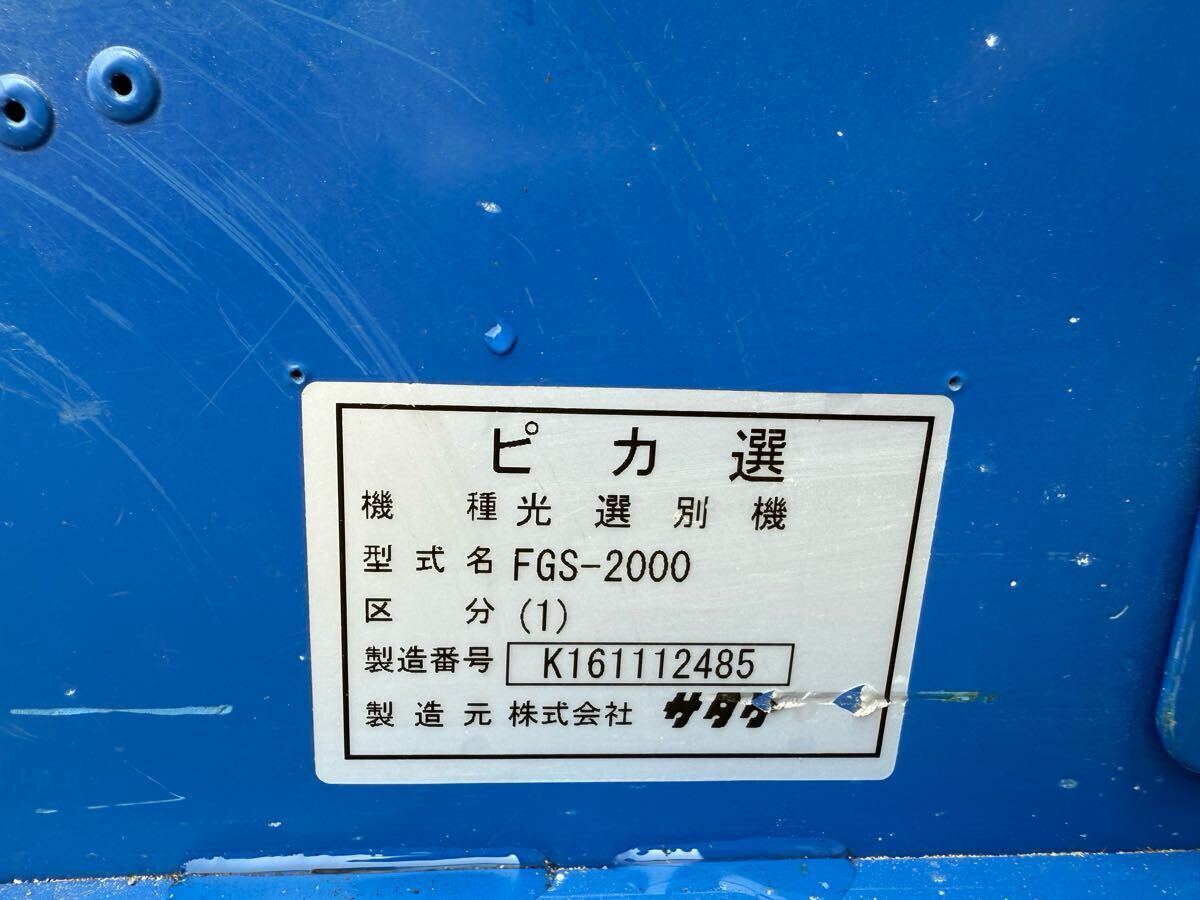 ピカ選
機種 光選別機
型式名 FGS-2000
区分 (1)
製造番号 K161112485
製造元 株式会社 サタケ